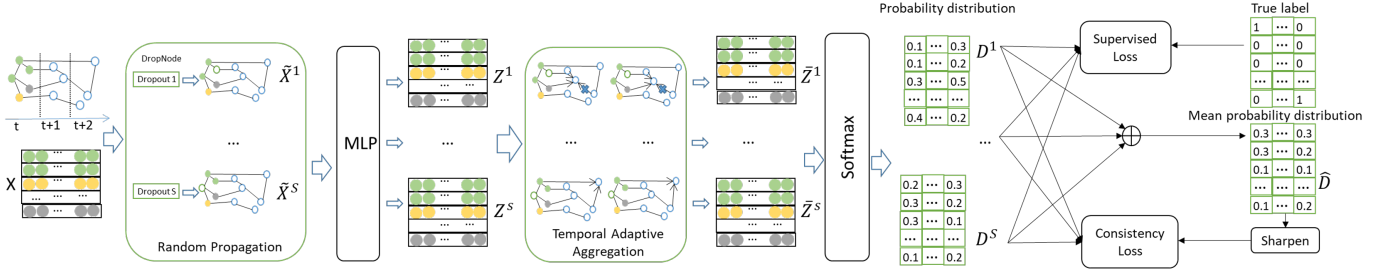 t
t+1
t+2
X
...
... ...
...
DropNode
Dropout 1
X̃¹
...
Dropout S
X̃ˢ
Random Propagation
MLP
...
...
Z¹
...
...
Zˢ
...
Temporal Adaptive
Aggregation
...
...
Z̄¹
...
...
Z̄ˢ
...
Softmax
Probability distribution
0.1 ... 0.3
0.1 ... 0.2
0.3 ... 0.5
... ... ...
0.4 ... 0.2
D¹
...
0.2 ... 0.3
0.3 ... 0.2
0.3 ... 0.1
... ... ...
0.1 ... 0.2
Dˢ
Supervised
Loss
Consistency
Loss
True label
1 ... 0
0 ... 0
0 ... 0
... ... ...
0 ... 1
Mean probability distribution
0.3 ... 0.3
0.3 ... 0.2
0.1 ... 0.1
... ... ...
0.1 ... 0.2
D̂
Sharpen